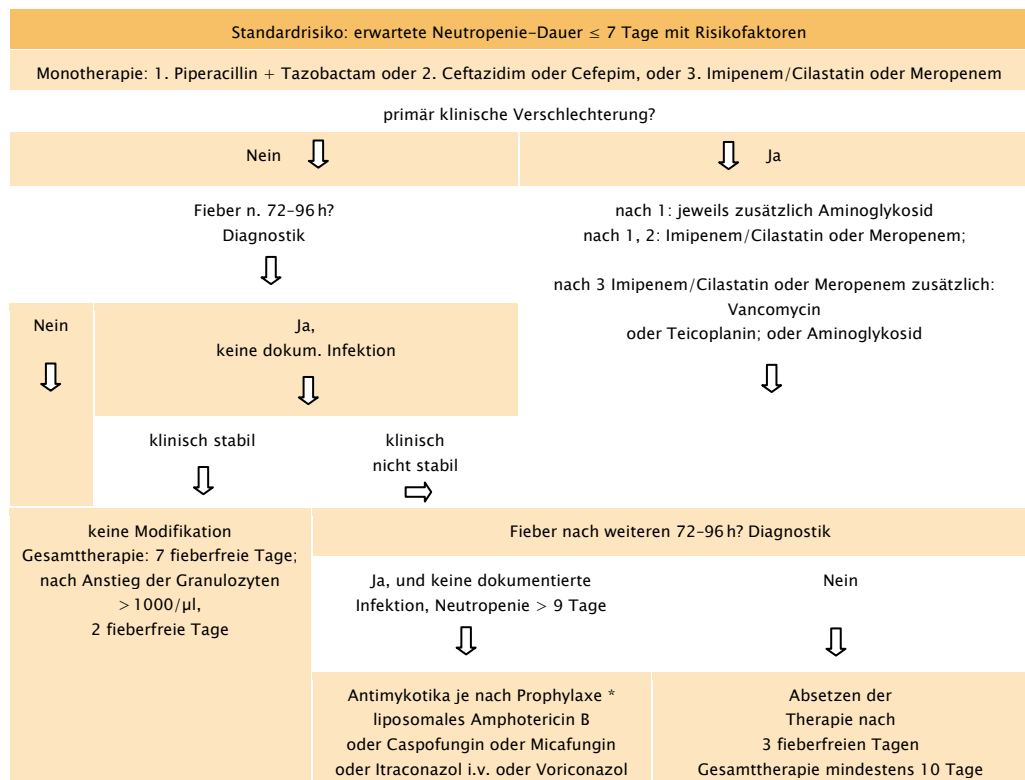 Standardrisiko: erwartete Neutropenie-Dauer ≤ 7 Tage mit Risikofaktoren
Monotherapie: 1. Piperacillin + Tazobactam oder 2. Ceftazidim oder Cefepim, oder 3. Imipenem/Cilastatin oder Meropenem
primär klinische Verschlechterung?
Nein
Ja
Fieber n. 72–96 h?
Diagnostik
nach 1: jeweils zusätzlich Aminoglykosid
nach 1, 2: Imipenem/Cilastatin oder Meropenem;
nach 3 Imipenem/Cilastatin oder Meropenem zusätzlich:
Vancomycin
oder Teicoplanin; oder Aminoglykosid
Nein
Ja,
keine dokum. Infektion
klinisch stabil
klinisch
nicht stabil
keine Modifikation
Gesamttherapie: 7 fieberfreie Tage;
nach Anstieg der Granulozyten
> 1000/µl,
2 fieberfreie Tage
Fieber nach weiteren 72–96 h? Diagnostik
Ja, und keine dokumentierte
Infektion, Neutropenie > 9 Tage
Nein
Antimykotika je nach Prophylaxe *
liposomales Amphotericin B
oder Caspofungin oder Micafungin
oder Itraconazol i.v. oder Voriconazol
Absetzen der
Therapie nach
3 fieberfreien Tagen
Gesamttherapie mindestens 10 Tage